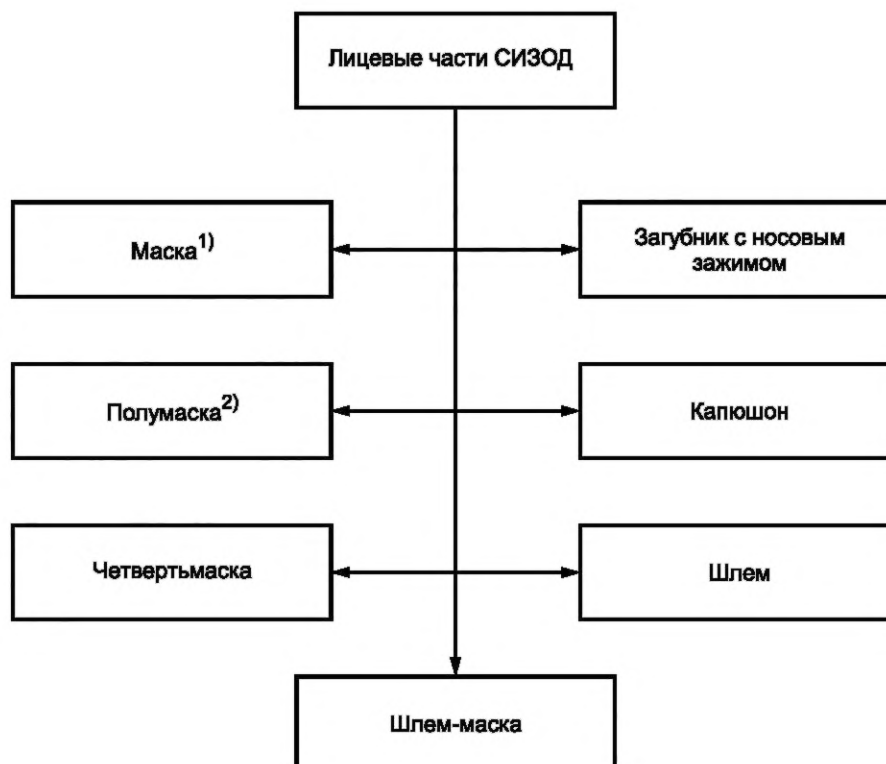 Лицевые части СИЗОД
Маска1)
Загубник с носовым
зажимом
Полумаска2)
Капюшон
Четвертьмаска
Шлем
Шлем-маска